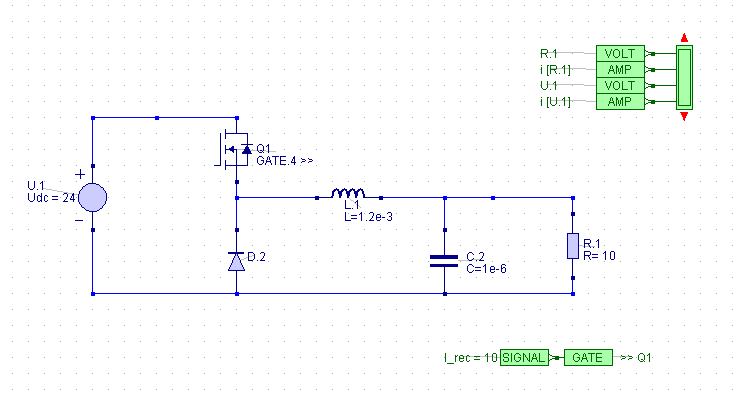 R.1 VOLT
i [R.1] AMP
U.1 VOLT
i [U.1] AMP
+
Q1
GATE.4 >>
U.1
Udc = 24
−
L.1
L=1.2e-3
R.1
R= 10
D.2
C.2
C=1e-6
I_rec = 10 SIGNAL GATE >> Q1